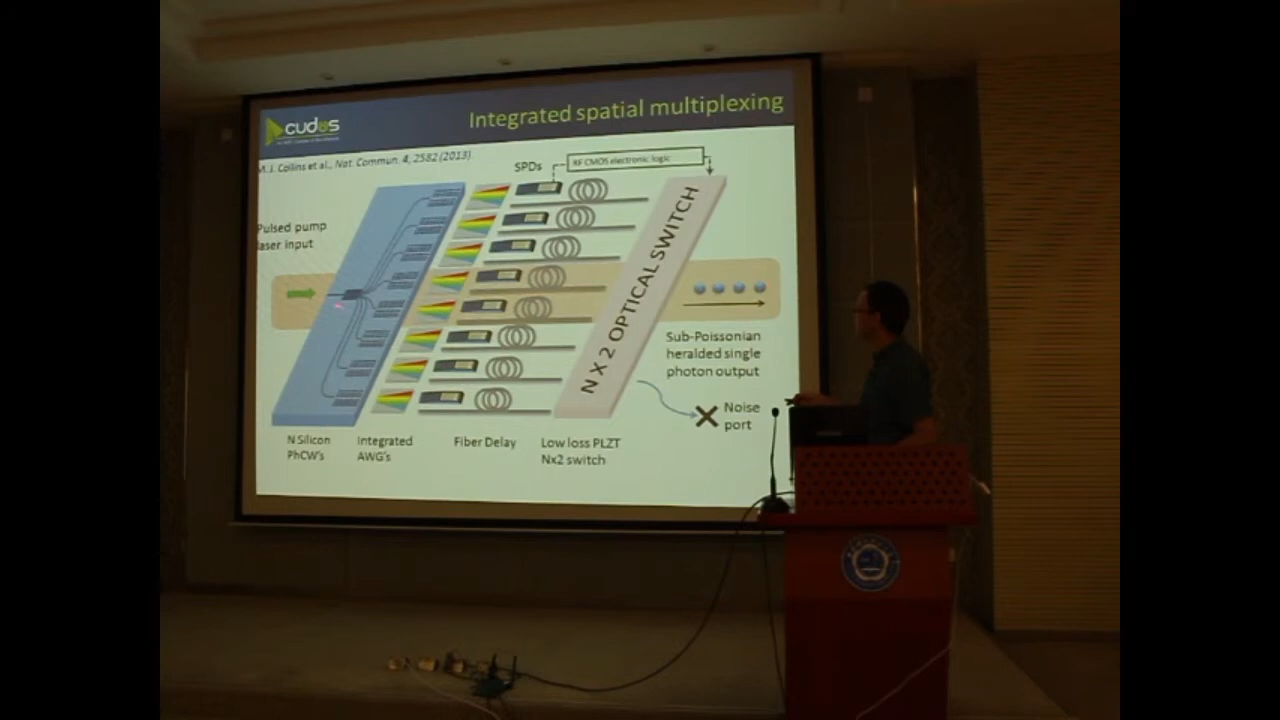 cudos
Integrated spatial multiplexing
M. J. Collins et al., Nat. Commun. 4, 2582 (2013)
SPDs
RF CMOS electronic logic
Pulsed pump
laser input
N X 2 OPTICAL SWITCH
Sub-Poissonian
heralded single
photon output
Noise
port
N Silicon
PhCW's
Integrated
AWG's
Fiber Delay
Low loss PLZT
Nx2 switch